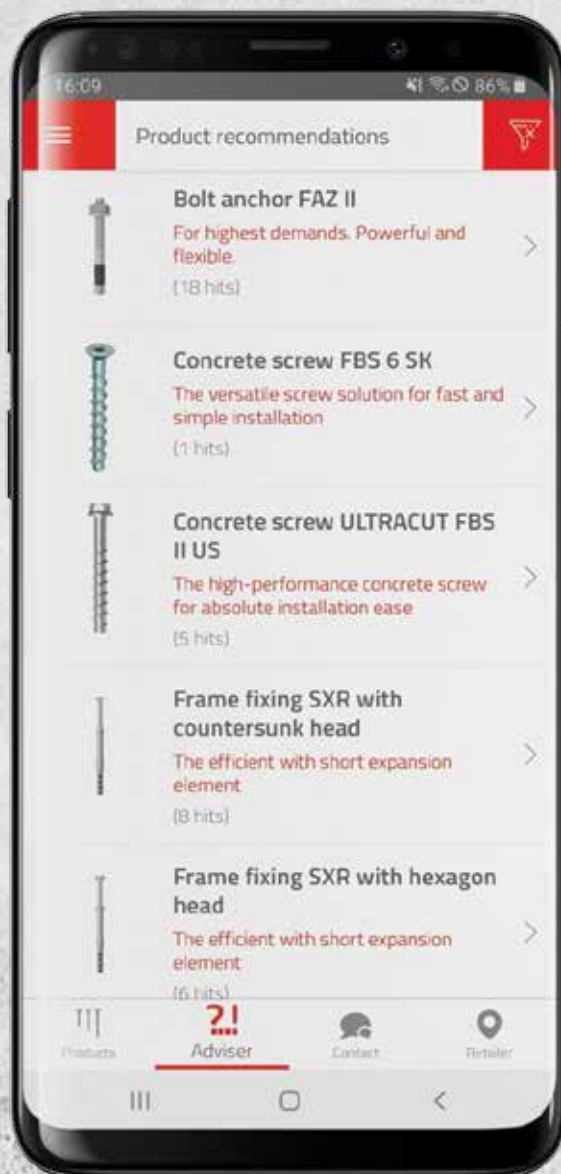 16:09
86%
Product recommendations
Bolt anchor FAZ II
For highest demands. Powerful and
flexible.
(18 hits)
Concrete screw FBS 6 SK
The versatile screw solution for fast and
simple installation
(1 hits)
Concrete screw ULTRACUT FBS
II US
The high-performance concrete screw
for absolute installation ease
(5 hits)
Frame fixing SXR with
countersunk head
The efficient with short expansion
element
(8 hits)
Frame fixing SXR with hexagon
head
The efficient with short expansion
element
(6 hits)
?!
Products
Adviser
Contact
Retailer